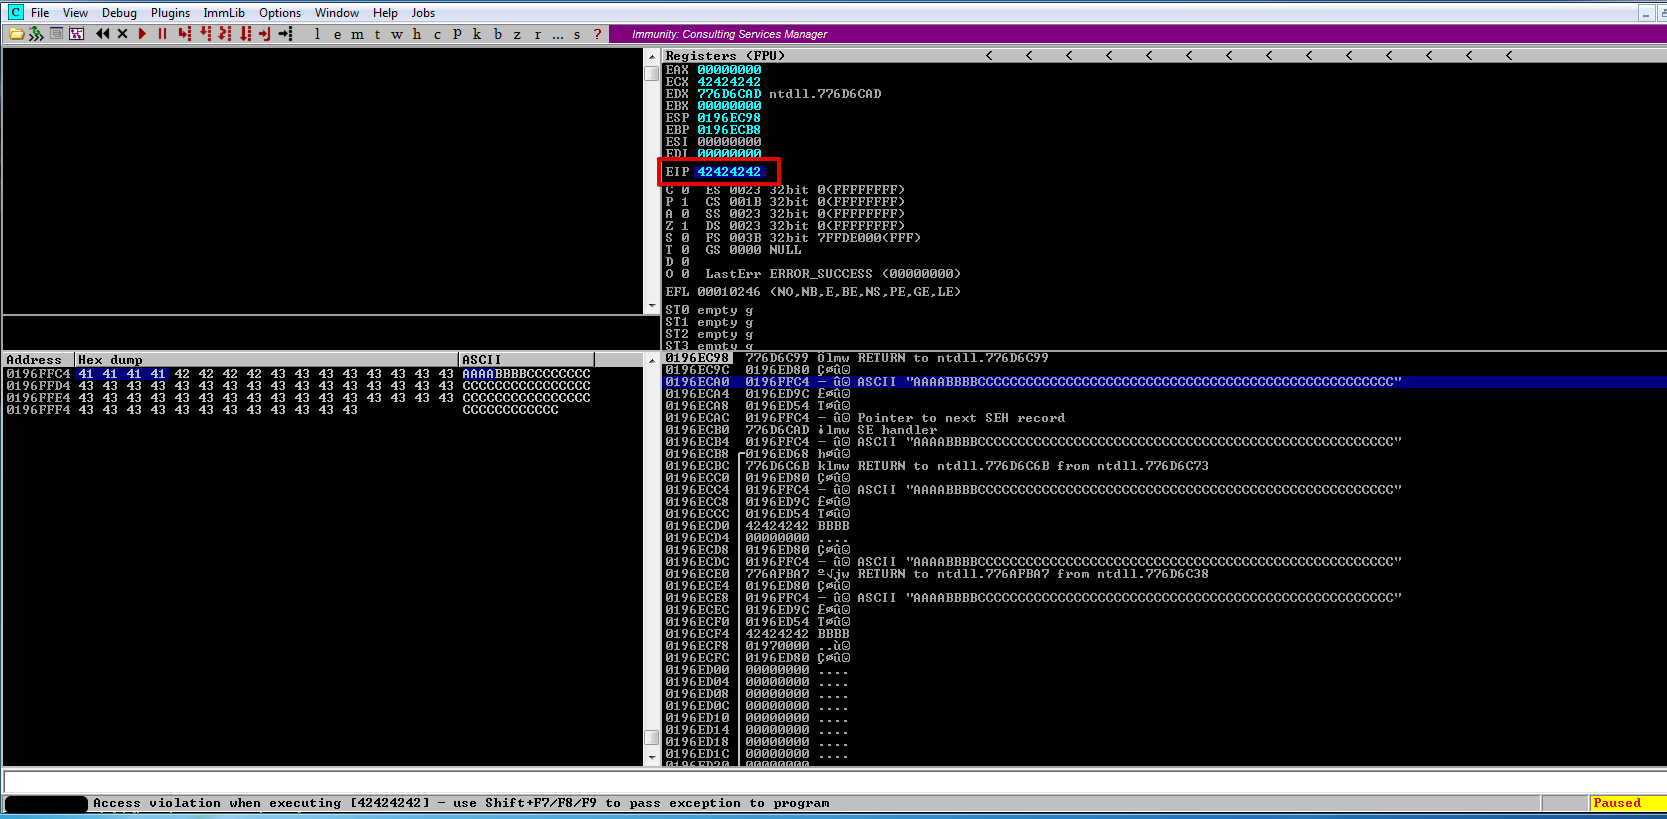 File View Debug Plugins ImmLib Options Window Help Jobs
l e m t w h c P k b z r ... s ?
Immunity: Consulting Services Manager
Registers (FPU) < < < < < < < < < < < < < <
EAX 00000000
ECX 42424242
EDX 776D6CAD ntdll.776D6CAD
EBX 00000000
ESP 0196EC98
EBP 0196ECB8
ESI 00000000
EDI 00000000
EIP 42424242
C 0 ES 0023 32bit 0(FFFFFFFF)
P 1 CS 001B 32bit 0(FFFFFFFF)
A 0 SS 0023 32bit 0(FFFFFFFF)
Z 1 DS 0023 32bit 0(FFFFFFFF)
S 0 FS 003B 32bit 7FFDE000(FFF)
T 0 GS 0000 NULL
D 0
O 0 LastErr ERROR_SUCCESS (00000000)
EFL 00010246 (NO,NB,E,BE,NS,PE,GE,LE)
ST0 empty g
ST1 empty g
ST2 empty g
ST3 empty g
Address Hex dump ASCII
0196FFC4 41 41 41 41 42 42 42 42 43 43 43 43 43 43 43 43 AAAABBBBCCCCCCCC
0196FFD4 43 43 43 43 43 43 43 43 43 43 43 43 43 43 43 43 CCCCCCCCCCCCCCCC
0196FFE4 43 43 43 43 43 43 43 43 43 43 43 43 43 43 43 43 CCCCCCCCCCCCCCCC
0196FFF4 43 43 43 43 43 43 43 43 43 43 43 43 CCCCCCCCCCCC
0196EC98 776D6C99 Ölmw RETURN to ntdll.776D6C99
0196EC9C 0196ED80 Çøû☺
0196ECA0 0196FFC4 ─ û☺ ASCII "AAAABBBBCCCCCCCCCCCCCCCCCCCCCCCCCCCCCCCCCCCCCCCCCCCCCCCCCCCC"
0196ECA4 0196ED9C £øû☺
0196ECA8 0196ED54 Tøû☺
0196ECAC 0196FFC4 ─ û☺ Pointer to next SEH record
0196ECB0 776D6CAD ¡lmw SE handler
0196ECB4 0196FFC4 ─ û☺ ASCII "AAAABBBBCCCCCCCCCCCCCCCCCCCCCCCCCCCCCCCCCCCCCCCCCCCCCCCCCCCC"
0196ECB8 0196ED68 høû☺
0196ECBC 776D6C6B klmw RETURN to ntdll.776D6C6B from ntdll.776D6C73
0196ECC0 0196ED80 Çøû☺
0196ECC4 0196FFC4 ─ û☺ ASCII "AAAABBBBCCCCCCCCCCCCCCCCCCCCCCCCCCCCCCCCCCCCCCCCCCCCCCCCCCCC"
0196ECC8 0196ED9C £øû☺
0196ECCC 0196ED54 Tøû☺
0196ECD0 42424242 BBBB
0196ECD4 00000000 ....
0196ECD8 0196ED80 Çøû☺
0196ECDC 0196FFC4 ─ û☺ ASCII "AAAABBBBCCCCCCCCCCCCCCCCCCCCCCCCCCCCCCCCCCCCCCCCCCCCCCCCCCCC"
0196ECE0 776AFBA7 º√jw RETURN to ntdll.776AFBA7 from ntdll.776D6C38
0196ECE4 0196ED80 Çøû☺
0196ECE8 0196FFC4 ─ û☺ ASCII "AAAABBBBCCCCCCCCCCCCCCCCCCCCCCCCCCCCCCCCCCCCCCCCCCCCCCCCCCCC"
0196ECEC 0196ED9C £øû☺
0196ECF0 0196ED54 Tøû☺
0196ECF4 42424242 BBBB
0196ECF8 01970000 ..ù☺
0196ECFC 0196ED80 Çøû☺
0196ED00 00000000 ....
0196ED04 00000000 ....
0196ED08 00000000 ....
0196ED0C 00000000 ....
0196ED10 00000000 ....
0196ED14 00000000 ....
0196ED18 00000000 ....
0196ED1C 00000000 ....
0196ED20 00000000
Access violation when executing [42424242] - use Shift+F7/F8/F9 to pass exception to program
Paused